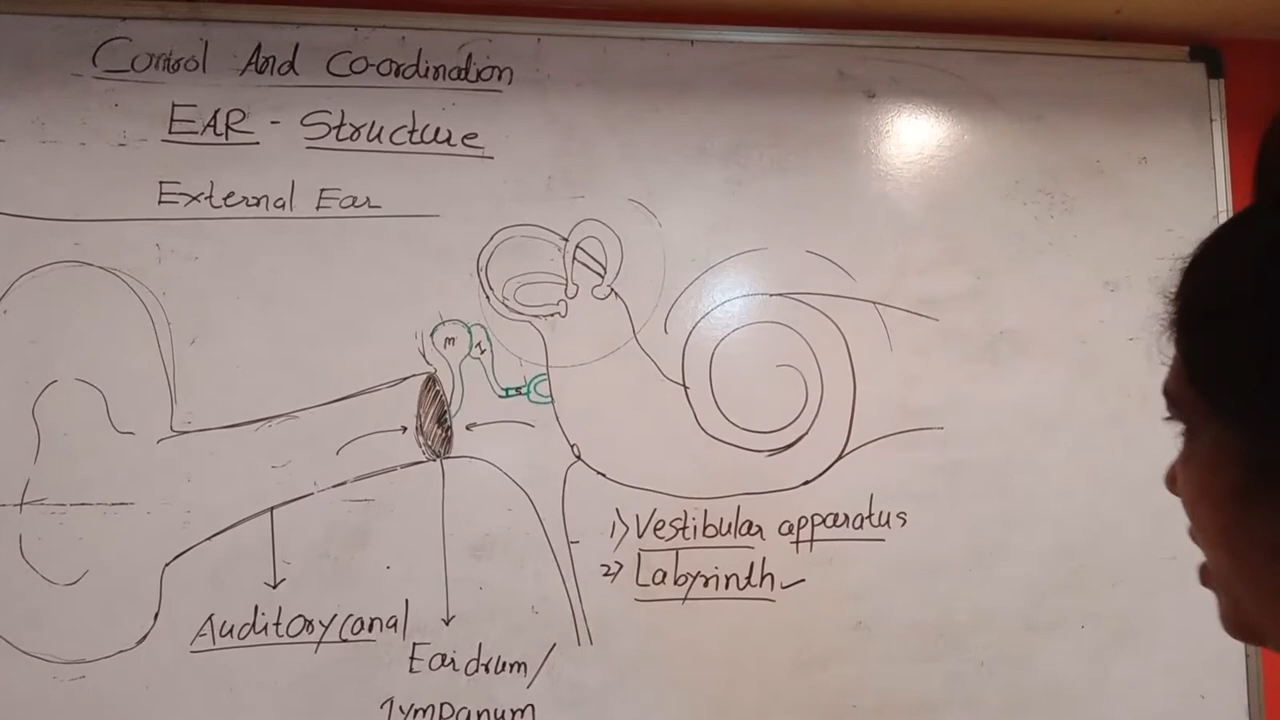 Control And Co-ordination
EAR - Structure
External Ear
m
I
S
1) Vestibular apparatus
2) Labyrinth
Auditory canal
Eardrum/
Tympanum